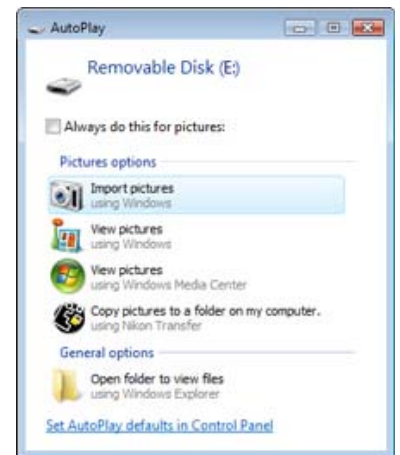 AutoPlay
Removable Disk (E:)
Always do this for pictures:
Pictures options
Import pictures
using Windows
View pictures
using Windows
View pictures
using Windows Media Center
Copy pictures to a folder on my computer.
using Nikon Transfer
General options
Open folder to view files
using Windows Explorer
Set AutoPlay defaults in Control Panel